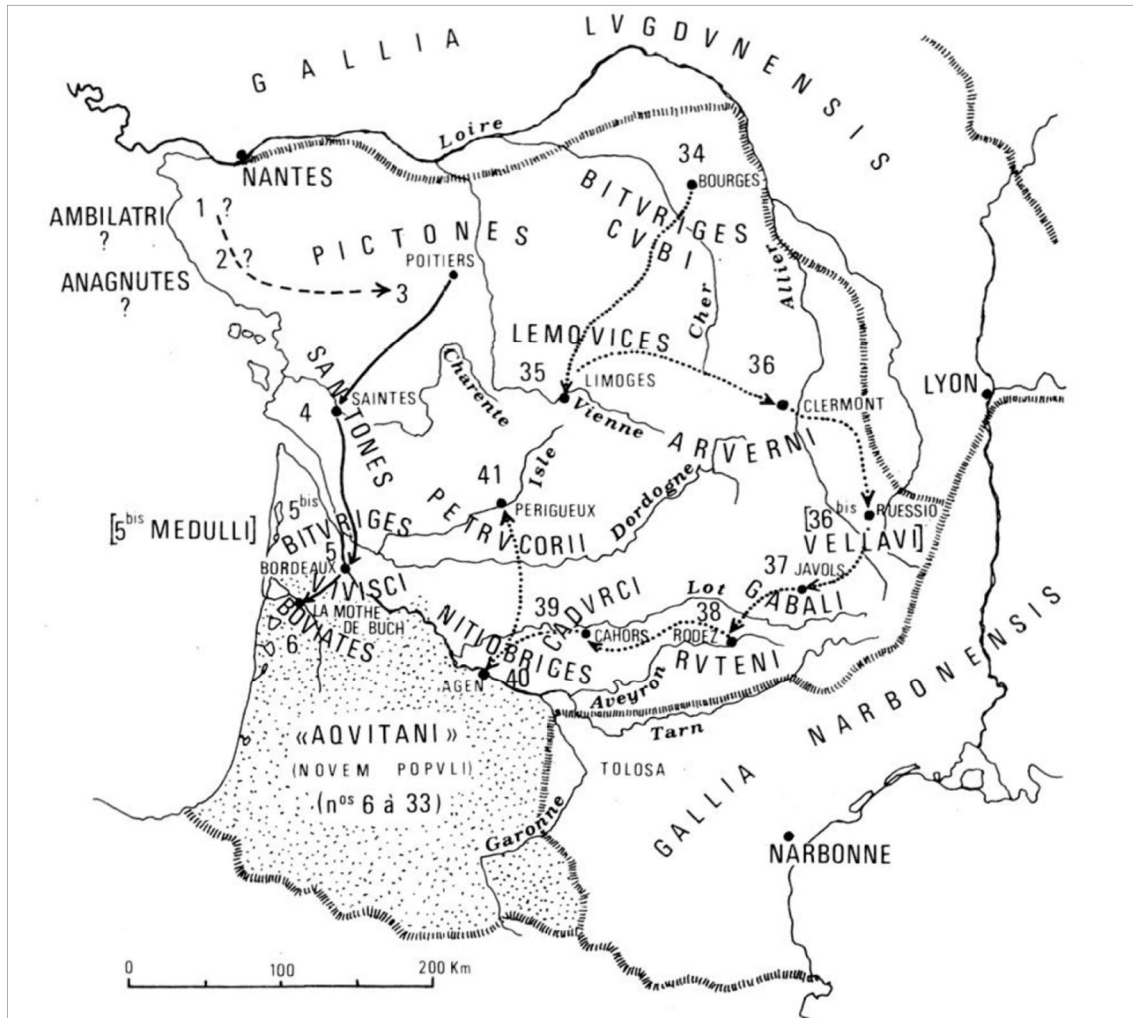 GALLIA LVGDVNENSIS
Loire
NANTES
34
BOURGES
BITVRIGES
CVBI
AMBILATRI
?
1 ?
2 ?
ANAGNUTES
?
PICTONES
POITIERS
3
Cher
Allier
LEMOVICES
35
LIMOGES
36
CLERMONT
LYON
SANTONES
4
SAINTES
Charente
Vienne
ARVERNI
41
Isle
PERIGUEUX
PETRVCORII
Dordogne
[5bis MEDULLI]
5bis
BITVRIGES
5
BORDEAUX
VIVISCI
[36bis
RUESSIO
VELLAVI]
37
JAVOLS
GABALI
LA MOTHE
DE BUCH
BOVIATES
6
NITIOBRIGES
39
CADVRCI
CAHORS
Lot
38
RODEZ
RVTENI
AGEN
40
Aveyron
Tarn
«AQVITANI»
(NOVEM POPVLI)
(nos 6 à 33)
TOLOSA
Garonne
GALLIA NARBONENSIS
NARBONNE
0 100 200 Km